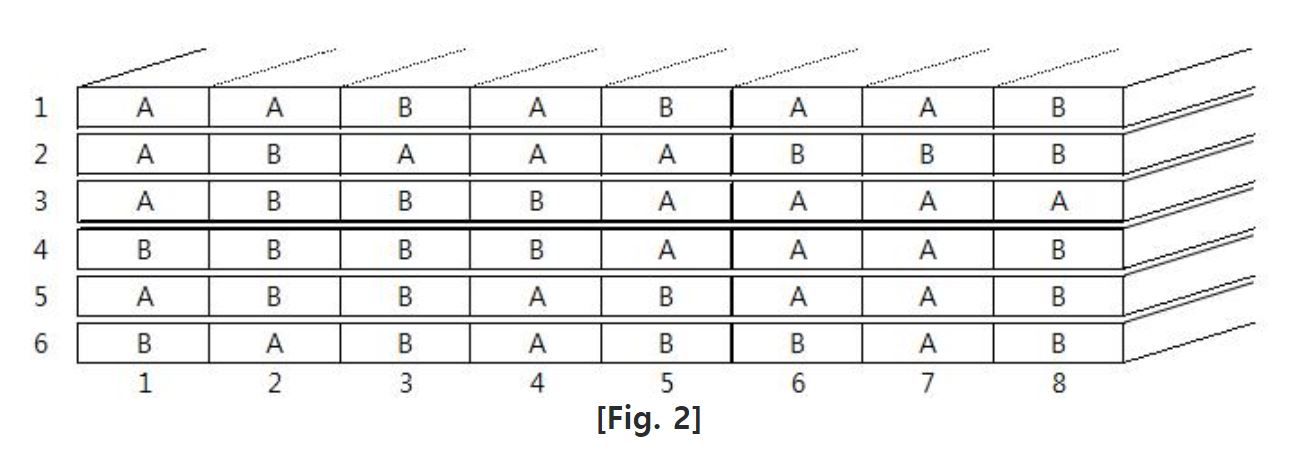 1 A A B A B A A B
2 A B A A A B B B
3 A B B B A A A A
4 B B B B A A A B
5 A B B A B A A B
6 B A B A B B A B
1 2 3 4 5 6 7 8
[Fig. 2]